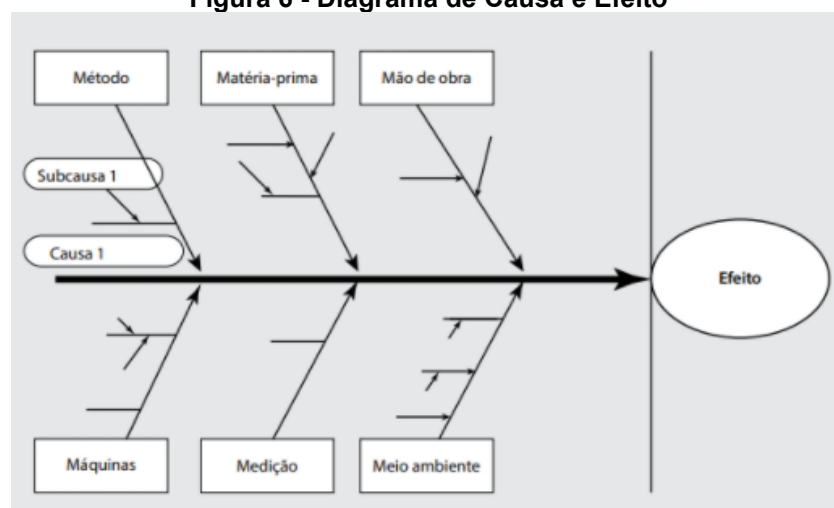 Figura 6 - Diagrama de Causa e Efeito
Método
Matéria-prima
Mão de obra
Subcausa 1
Causa 1
Efeito
Máquinas
Medição
Meio ambiente